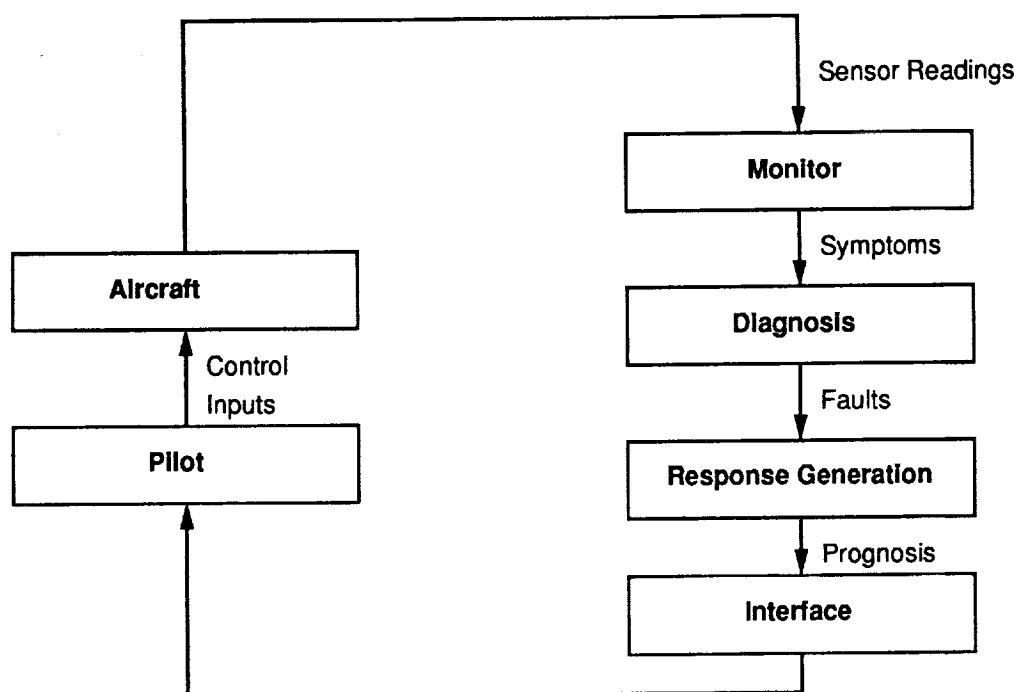 Sensor Readings
Monitor
Symptoms
Aircraft
Diagnosis
Control
Inputs
Faults
Pilot
Response Generation
Prognosis
Interface